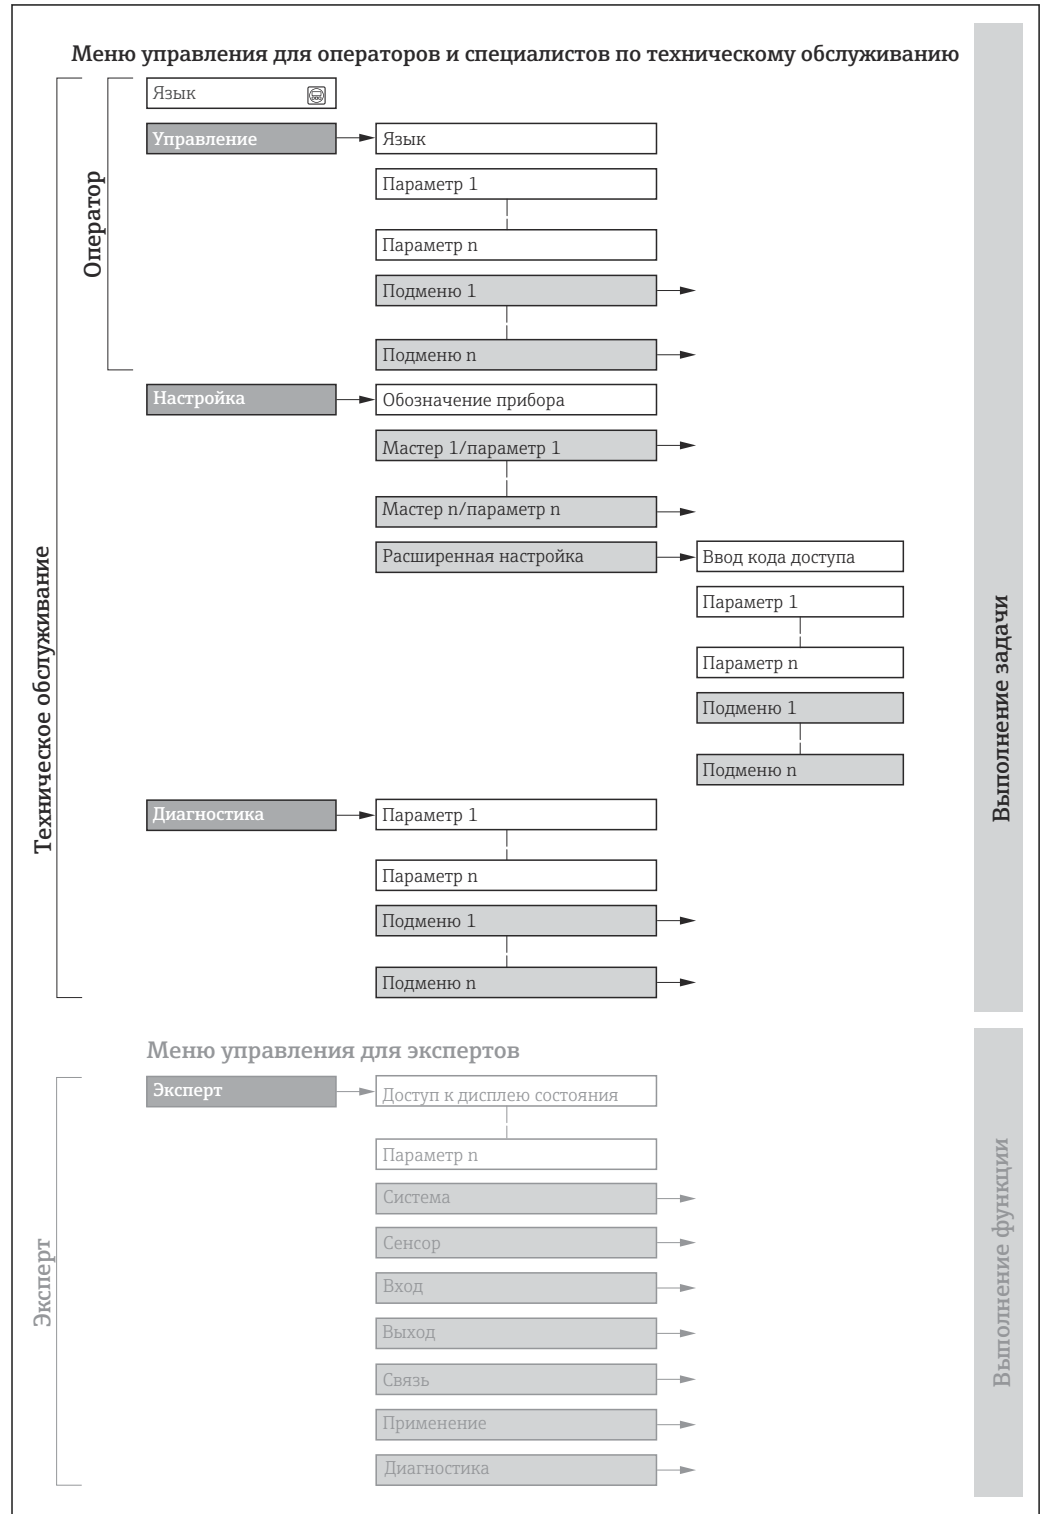 Меню управления для операторов и специалистов по техническому обслуживанию
Техническое обслуживание
Оператор
Язык
Управление
Язык
Параметр 1
Параметр n
Подменю 1
Подменю n
Настройка
Обозначение прибора
Мастер 1/параметр 1
Мастер n/параметр n
Расширенная настройка
Ввод кода доступа
Параметр 1
Параметр n
Подменю 1
Подменю n
Диагностика
Параметр 1
Параметр n
Подменю 1
Подменю n
Выполнение задачи
Меню управления для экспертов
Эксперт
Эксперт
Доступ к дисплею состояния
Параметр n
Система
Сенсор
Вход
Выход
Связь
Применение
Диагностика
Выполнение функции